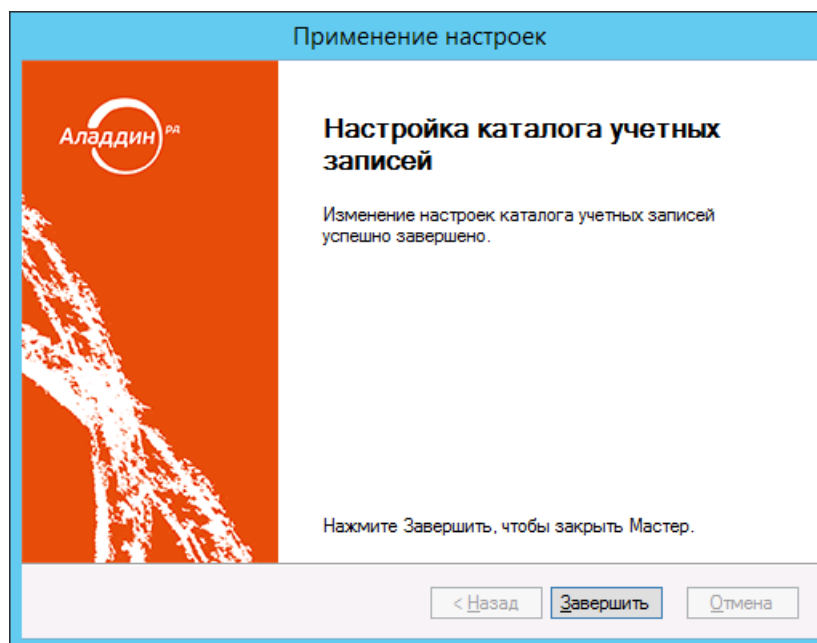 Применение настроек
Аладдин РД
Настройка каталога учетных
записей
Изменение настроек каталога учетных записей
успешно завершено.
Нажмите Завершить, чтобы закрыть Мастер.
< Назад
Завершить
Отмена